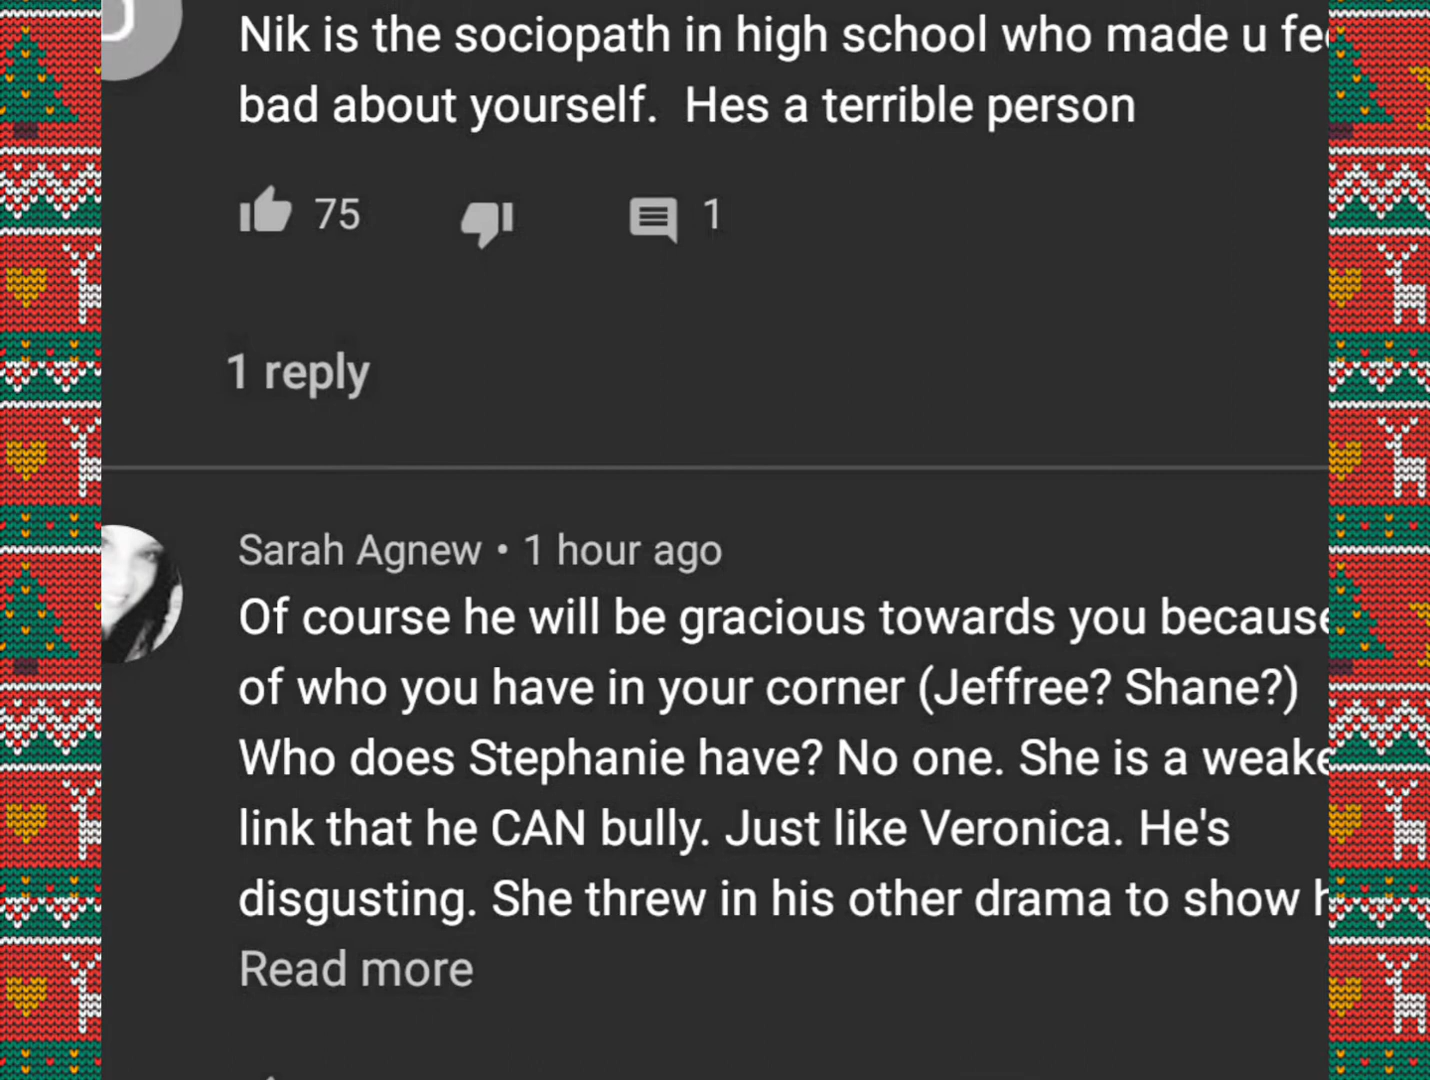 Nik is the sociopath in high school who made u
bad about yourself. Hes a terrible person
75
1
1 reply
Sarah Agnew • 1 hour ago
Of course he will be gracious towards you because
of who you have in your corner (Jeffree? Shane?)
Who does Stephanie have? No one. She is a
link that he CAN bully. Just like Veronica. He's
disgusting. She threw in his other drama to show
Read more